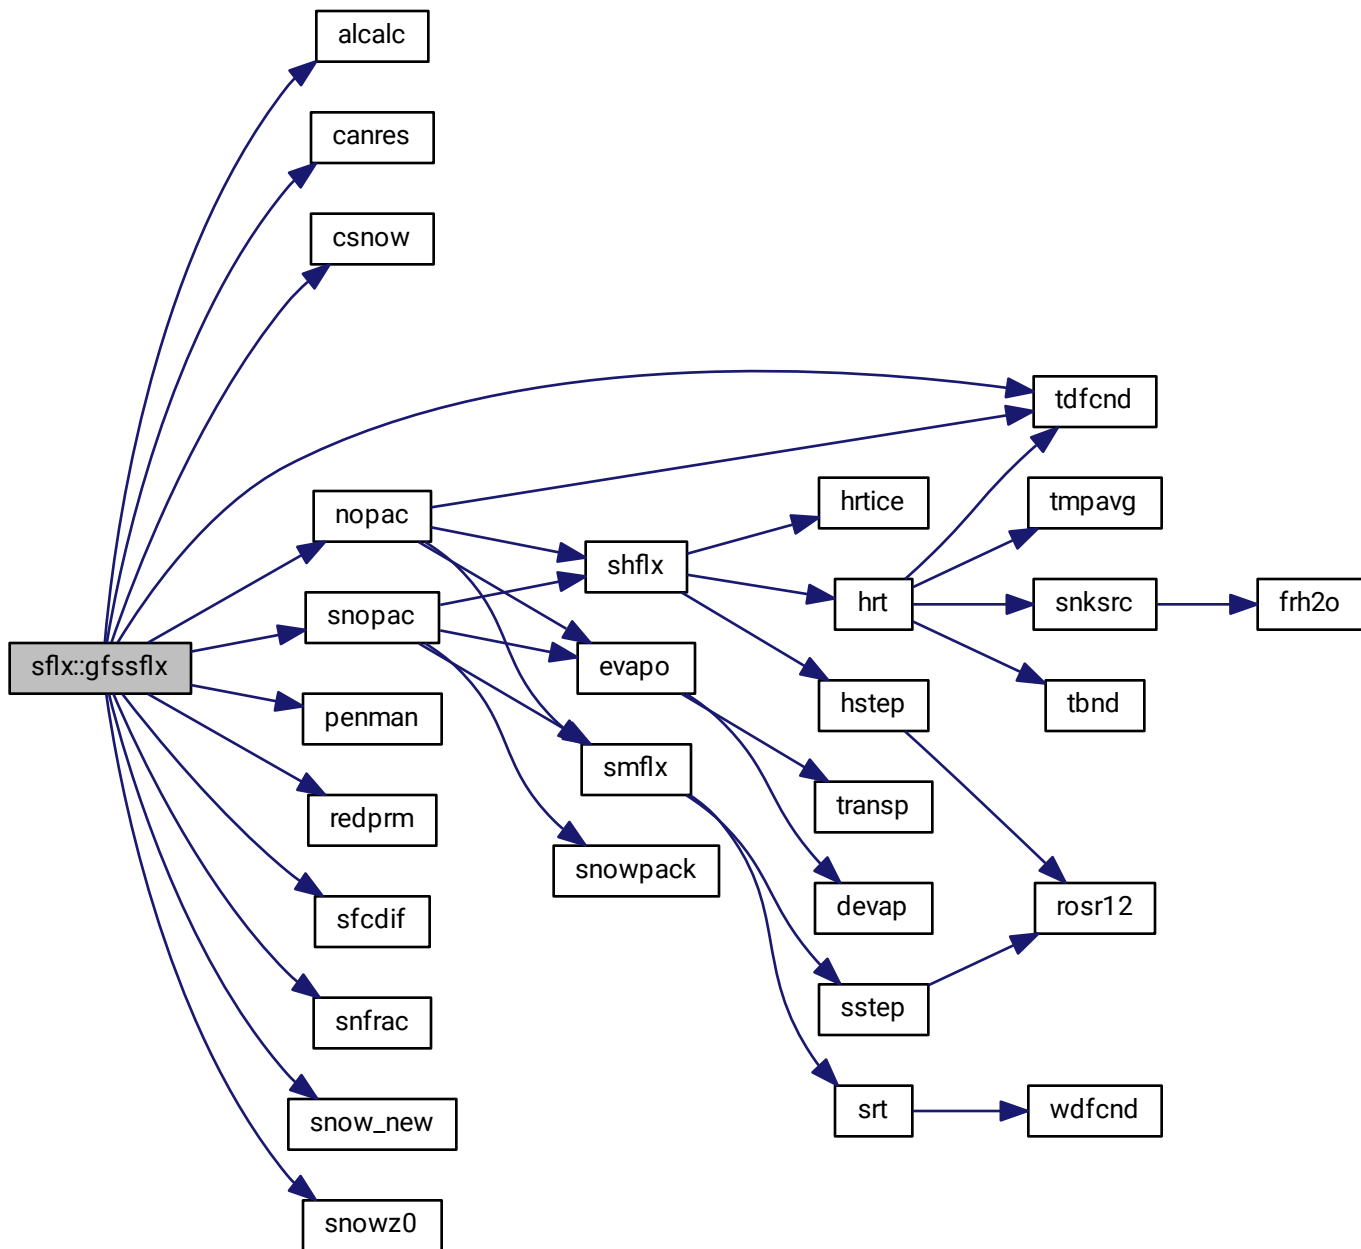 alcalc
canres
csnow
tdfcnd
nopac
hrtice
tmpavg
shflx
hrt
snksrc
frh2o
snopac
sflx::gfssflx
evapo
hstep
tbnd
penman
smflx
redprm
transp
snowpack
sfcdif
devap
rosr12
snfrac
sstep
snow_new
srt
wdfcnd
snowz0